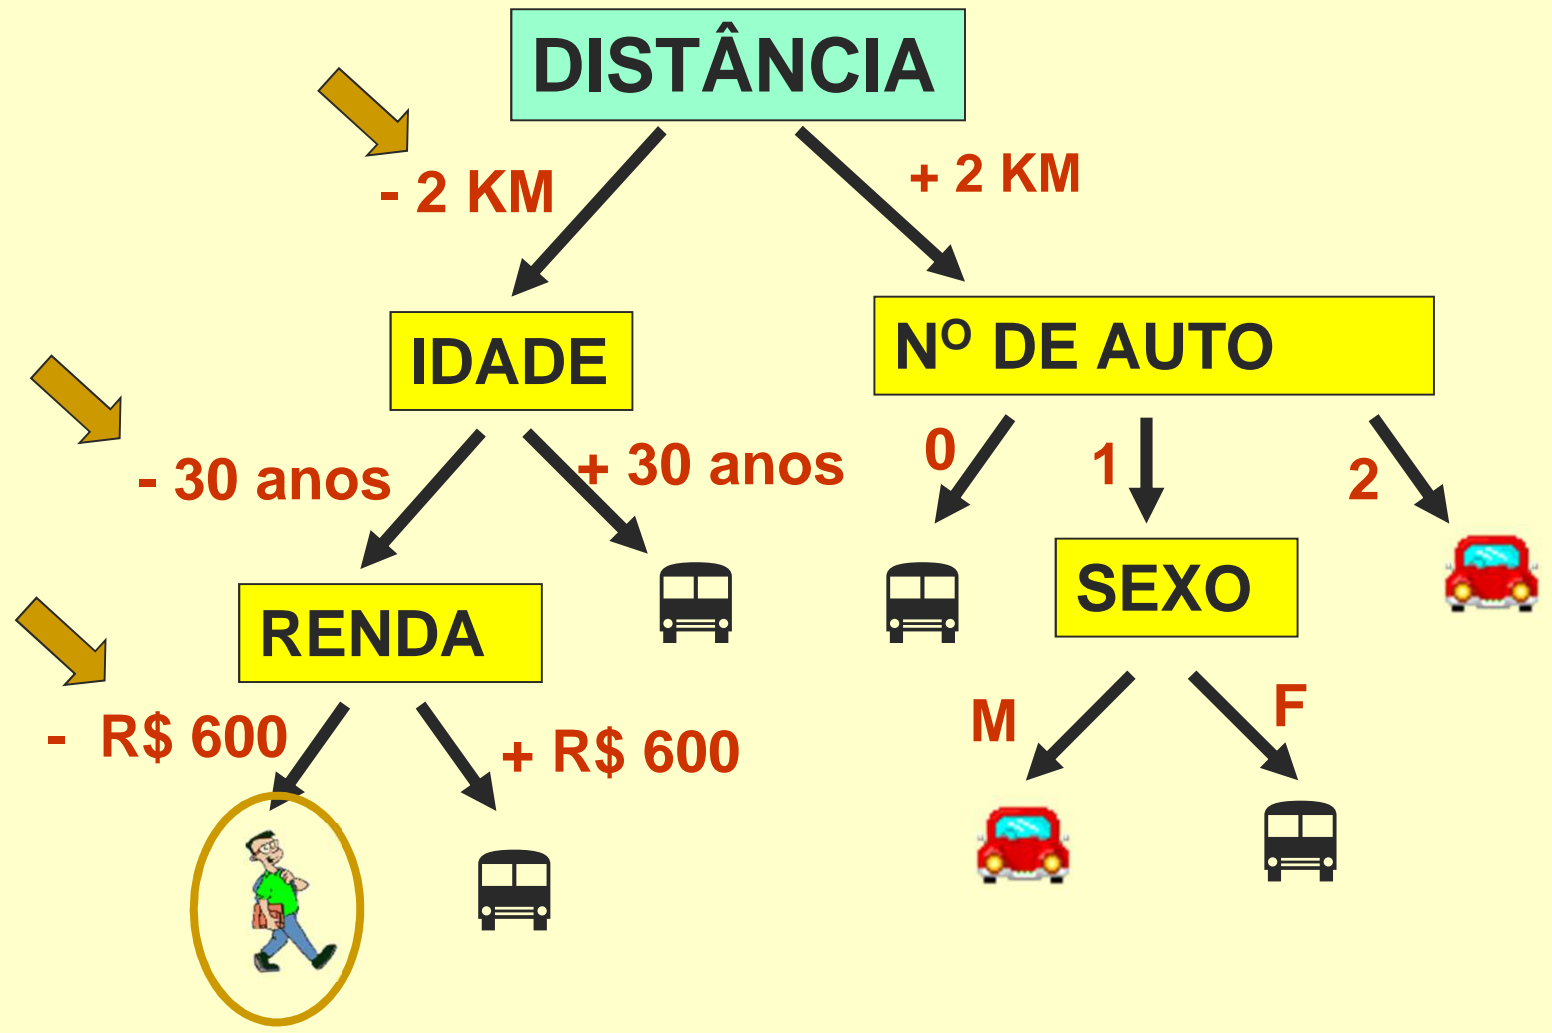 DISTÂNCIA
- 2 KM
+ 2 KM
IDADE
Nº DE AUTO
- 30 anos
+ 30 anos
0
1
2
RENDA
SEXO
- R$ 600
+ R$ 600
M
F